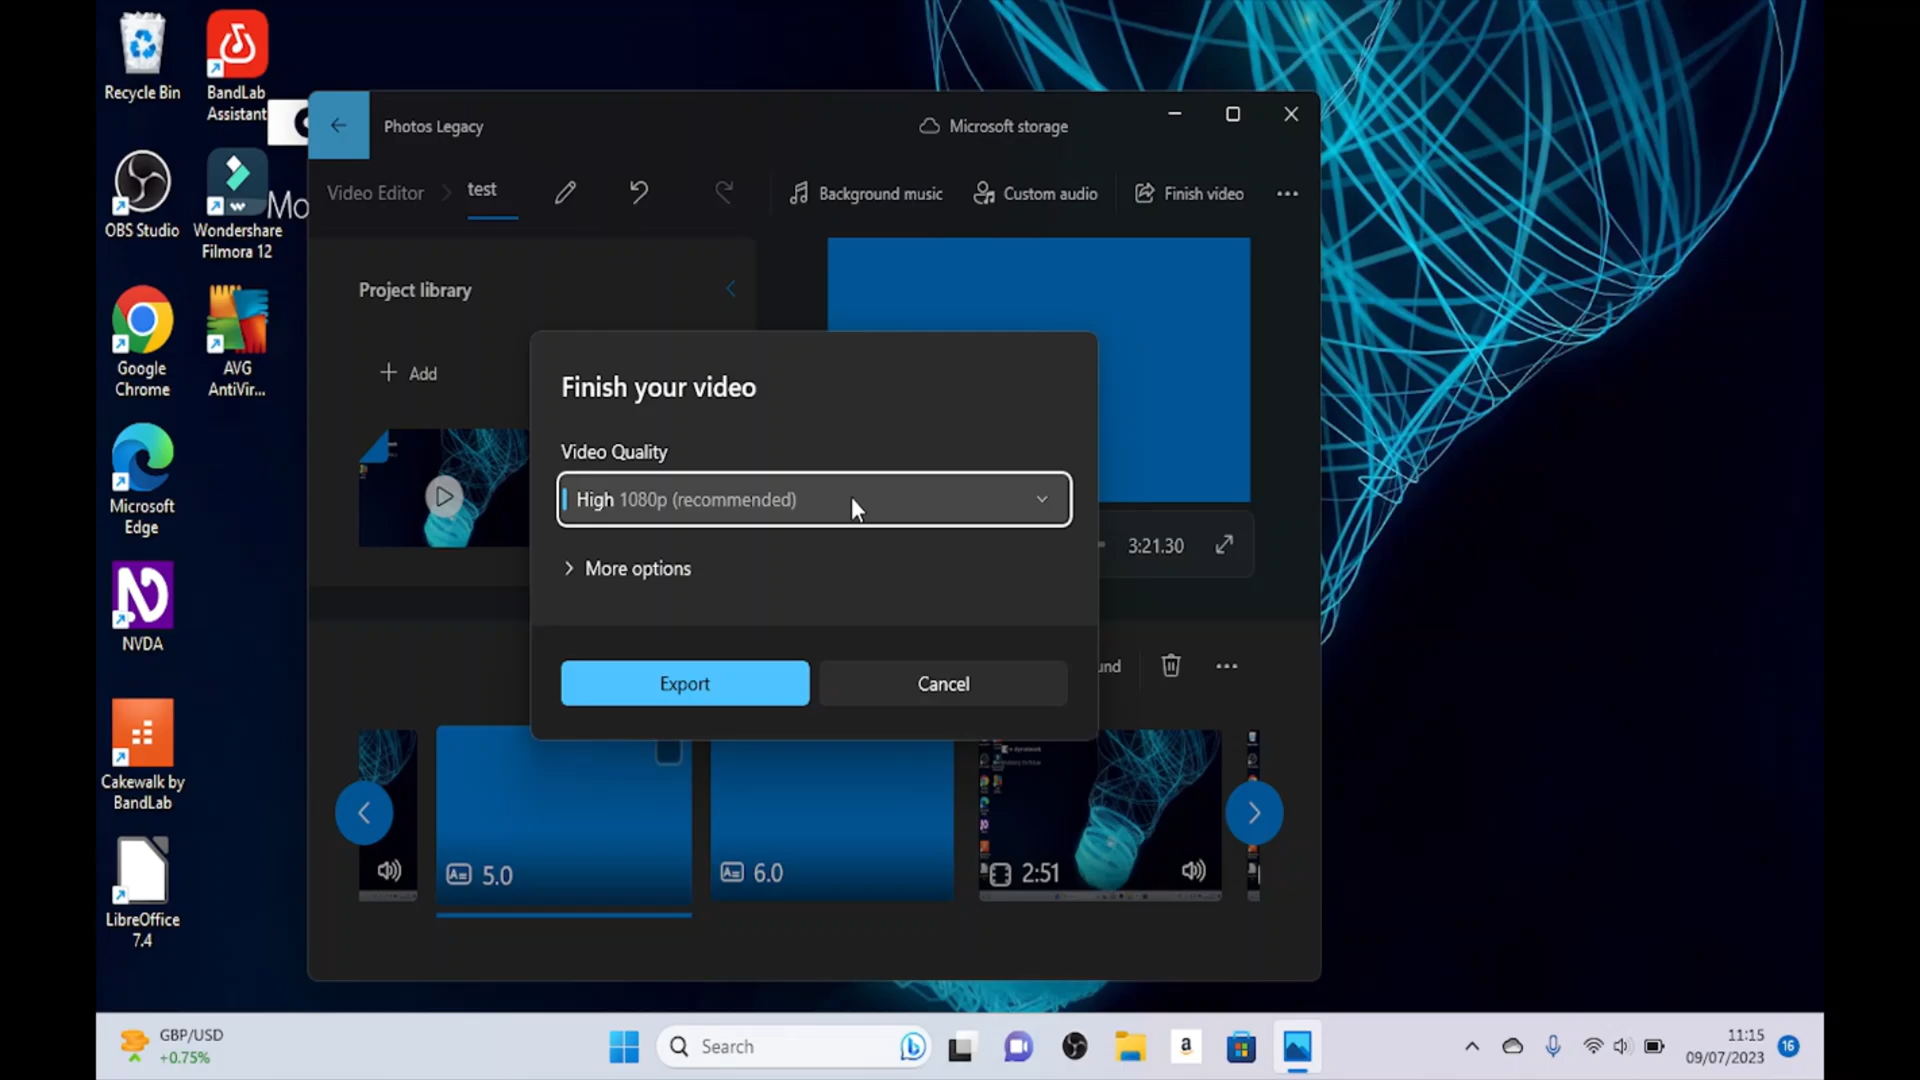 Recycle Bin
BandLab
Assistant
OBS Studio
Wondershare
Filmora 12
Mo
Google
Chrome
AVG
AntiVir...
Microsoft
Edge
NVDA
Cakewalk by
BandLab
LibreOffice
7.4
Photos Legacy
Microsoft storage
Video Editor
test
Background music
Custom audio
Finish video
Project library
Add
Finish your video
Video Quality
High 1080p (recommended)
More options
Export
Cancel
3:21.30
und
5.0
6.0
2:51
GBP/USD
+0.75%
Search
11:15
09/07/2023
16